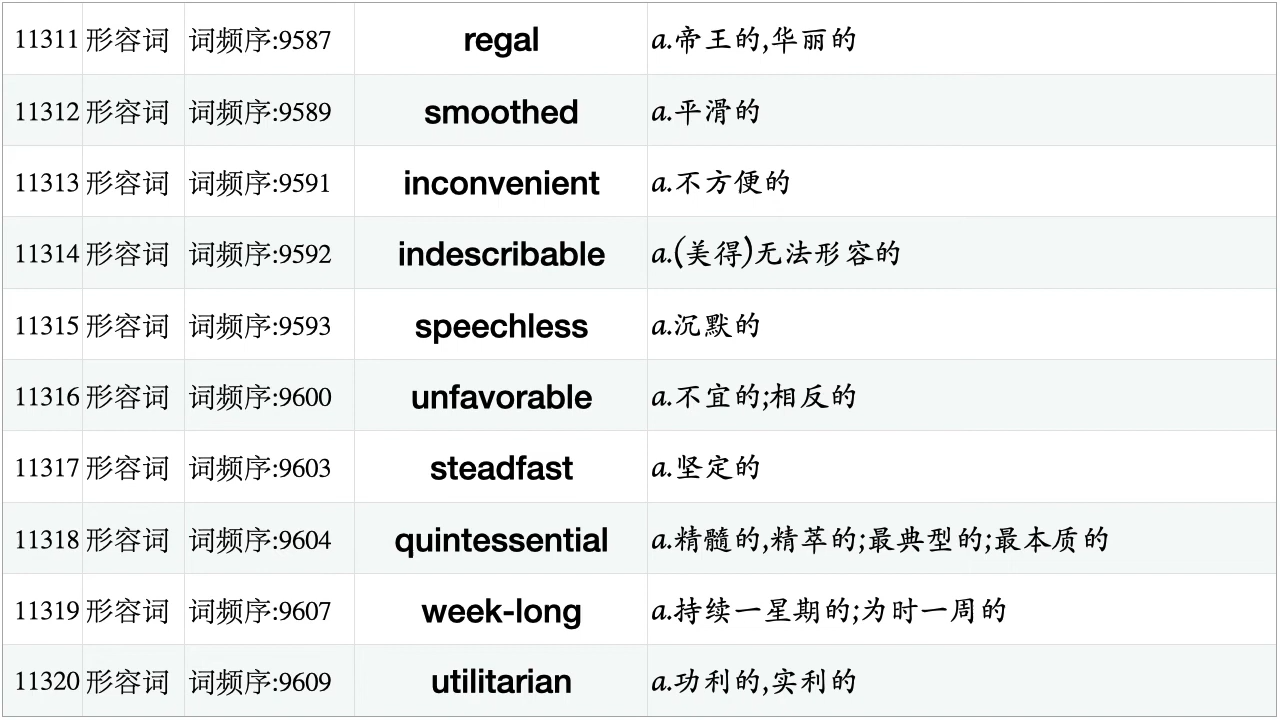 11311 形容词 词频序:9587 regal a.帝王的,华丽的
11312 形容词 词频序:9589 smoothed a.平滑的
11313 形容词 词频序:9591 inconvenient a.不方便的
11314 形容词 词频序:9592 indescribable a.(美得)无法形容的
11315 形容词 词频序:9593 speechless a.沉默的
11316 形容词 词频序:9600 unfavorable a.不宜的;相反的
11317 形容词 词频序:9603 steadfast a.坚定的
11318 形容词 词频序:9604 quintessential a.精髓的,精萃的;最典型的;最本质的
11319 形容词 词频序:9607 week-long a.持续一星期的;为时一周的
11320 形容词 词频序:9609 utilitarian a.功利的,实利的